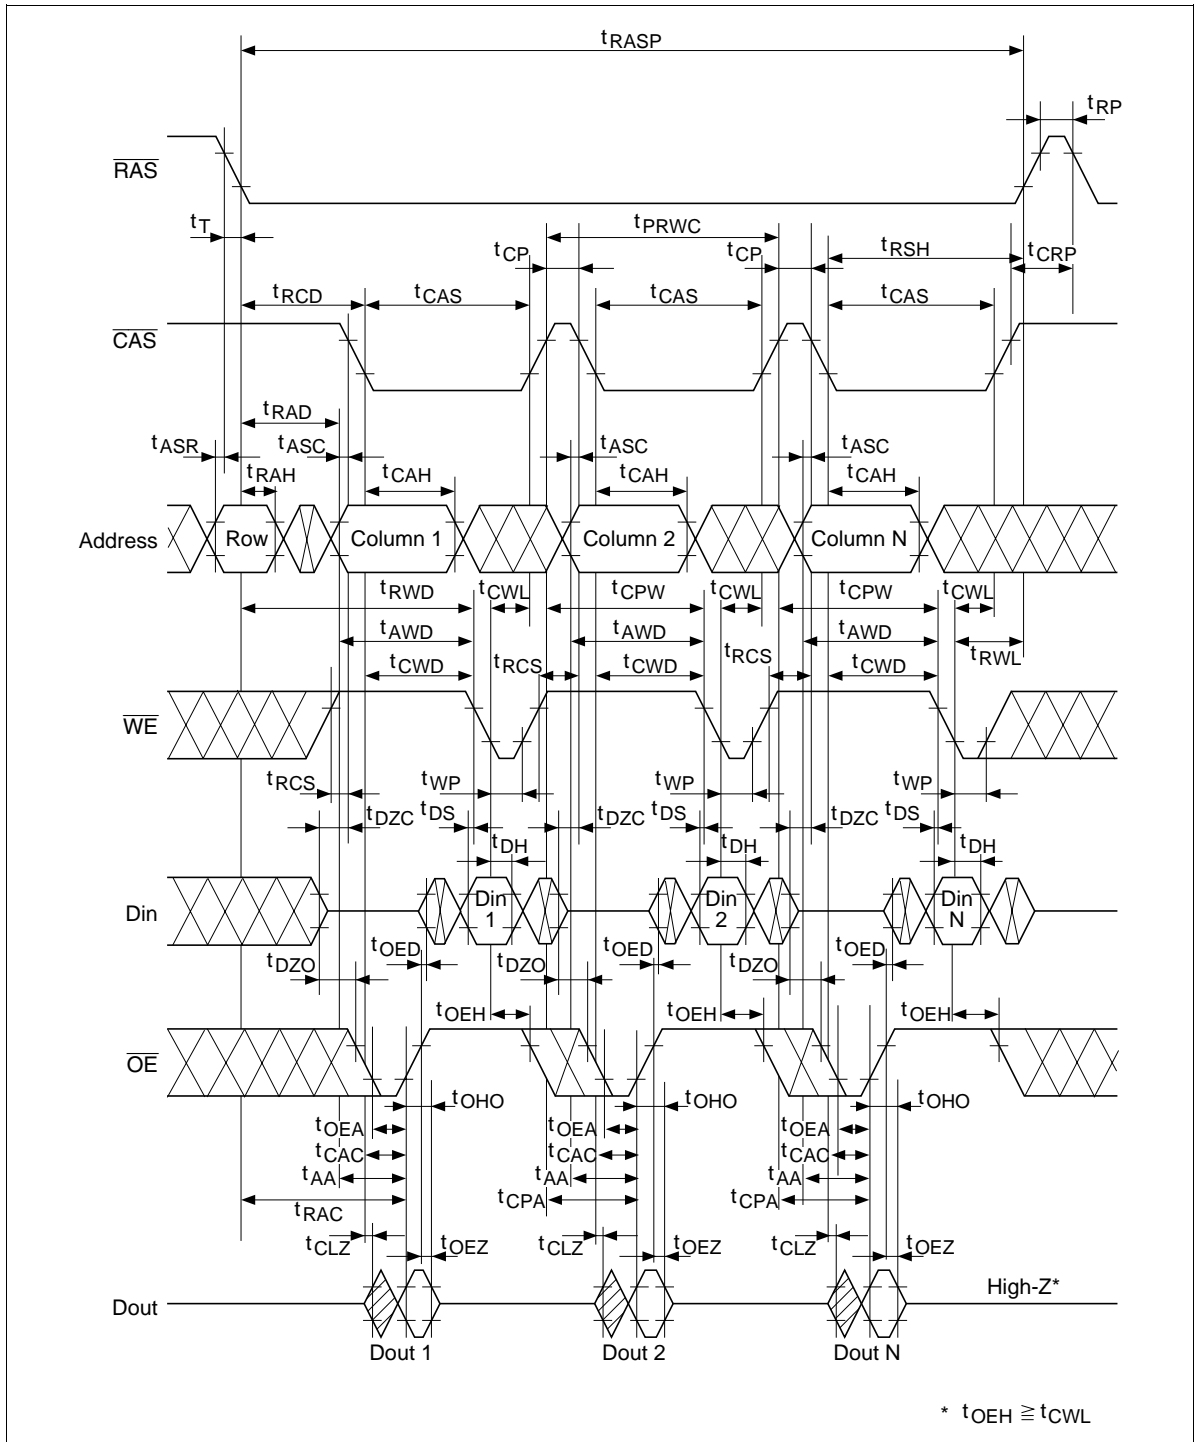 tRASP
tRP
RAS
tT
tPRWC
tCP
tCP
tRSH
tCRP
tRCD
tCAS
tCAS
tCAS
CAS
tRAD
tASR
tASC
tASC
tASC
tRAH
tCAH
tCAH
tCAH
Address
Row
Column 1
Column 2
Column N
tRWD
tCWL
tCPW
tCWL
tCPW
tCWL
tAWD
tAWD
tAWD
tCWD
tRCS
tCWD
tRCS
tCWD
tRWL
WE
tRCS
tWP
tWP
tWP
tDZC
tDS
tDZC
tDS
tDZC
tDS
tDH
tDH
tDH
Din
Din 1
Din 2
Din N
tDZO
tOED
tDZO
tOED
tDZO
tOED
tOEH
tOEH
tOEH
OE
tOHO
tOHO
tOHO
tOEA
tOEA
tOEA
tCAC
tCAC
tCAC
tAA
tAA
tAA
tRAC
tCPA
tCPA
tCLZ
tOEZ
tCLZ
tOEZ
tCLZ
tOEZ
Dout
High-Z*
Dout 1
Dout 2
Dout N
* tOEH ≧ tCWL